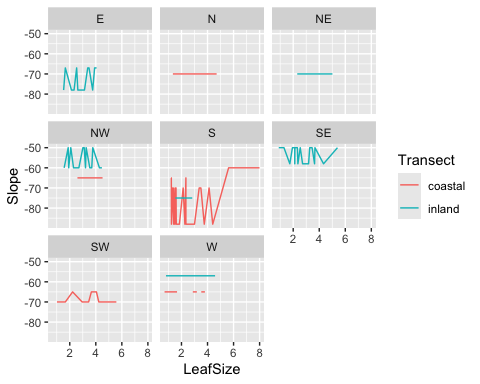 E N NE
-50
-60
-70
-80
NW S SE
-50
-60
-70
-80
2 4 6 8
SW W
-50
-60
-70
-80
2 4 6 8 2 4 6 8
LeafSize
Slope
Transect
coastal
inland